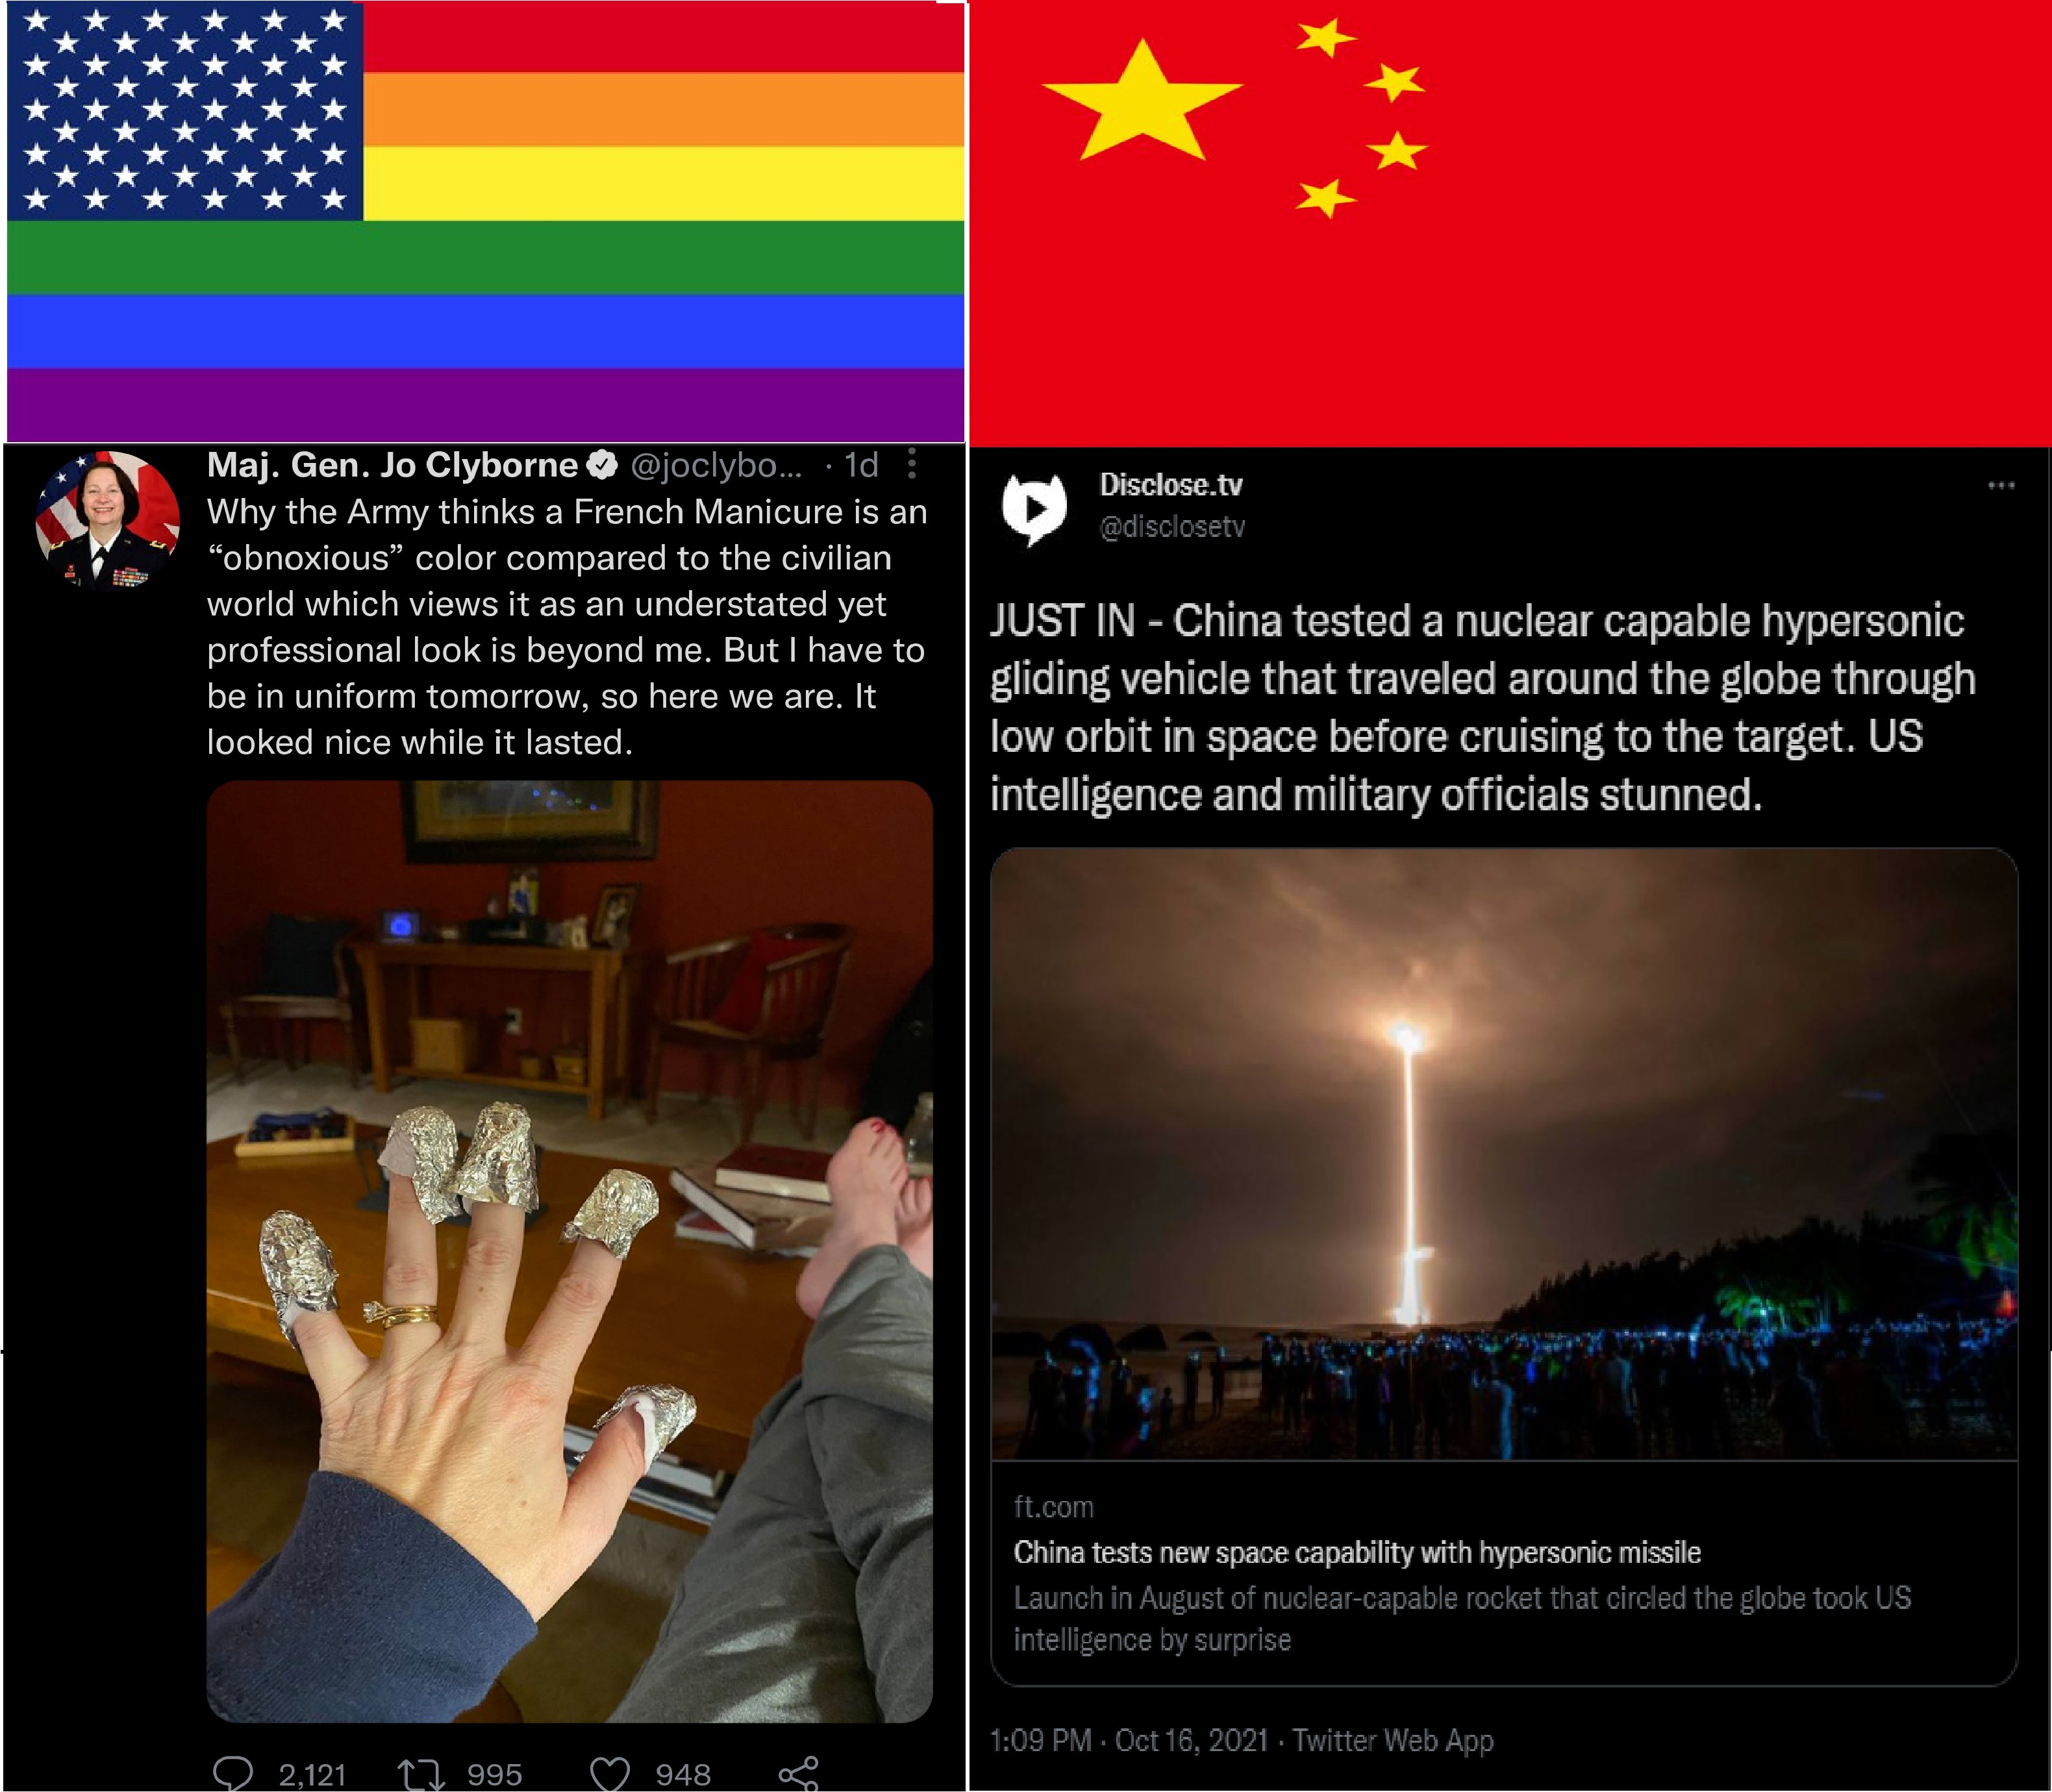 Maj. Gen. Jo Clyborne @joclybo... · 1d
Why the Army thinks a French Manicure is an
“obnoxious” color compared to the civilian
world which views it as an understated yet
professional look is beyond me. But I have to
be in uniform tomorrow, so here we are. It
looked nice while it lasted.
2,121 995 948
Disclose.tv
@disclosetv
JUST IN - China tested a nuclear capable hypersonic
gliding vehicle that traveled around the globe through
low orbit in space before cruising to the target. US
intelligence and military officials stunned.
ft.com
China tests new space capability with hypersonic missile
Launch in August of nuclear-capable rocket that circled the globe took US
intelligence by surprise
1:09 PM · Oct 16, 2021 · Twitter Web App